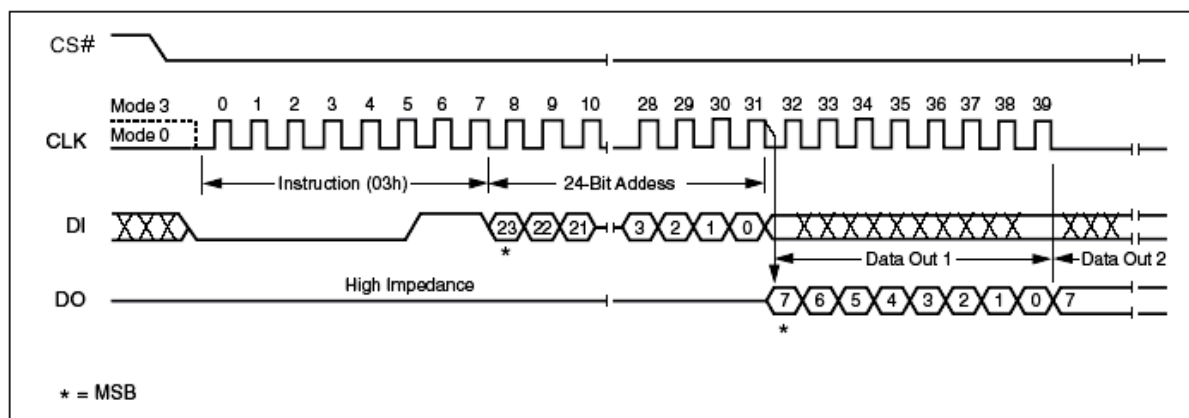 CS#
Mode 3 0 1 2 3 4 5 6 7 8 9 10 28 29 30 31 32 33 34 35 36 37 38 39
CLK Mode 0
Instruction (03h) 24-Bit Addess
DI 23 22 21 3 2 1 0
*
Data Out 1 Data Out 2
High Impedance
DO 7 6 5 4 3 2 1 0 7
*
* = MSB